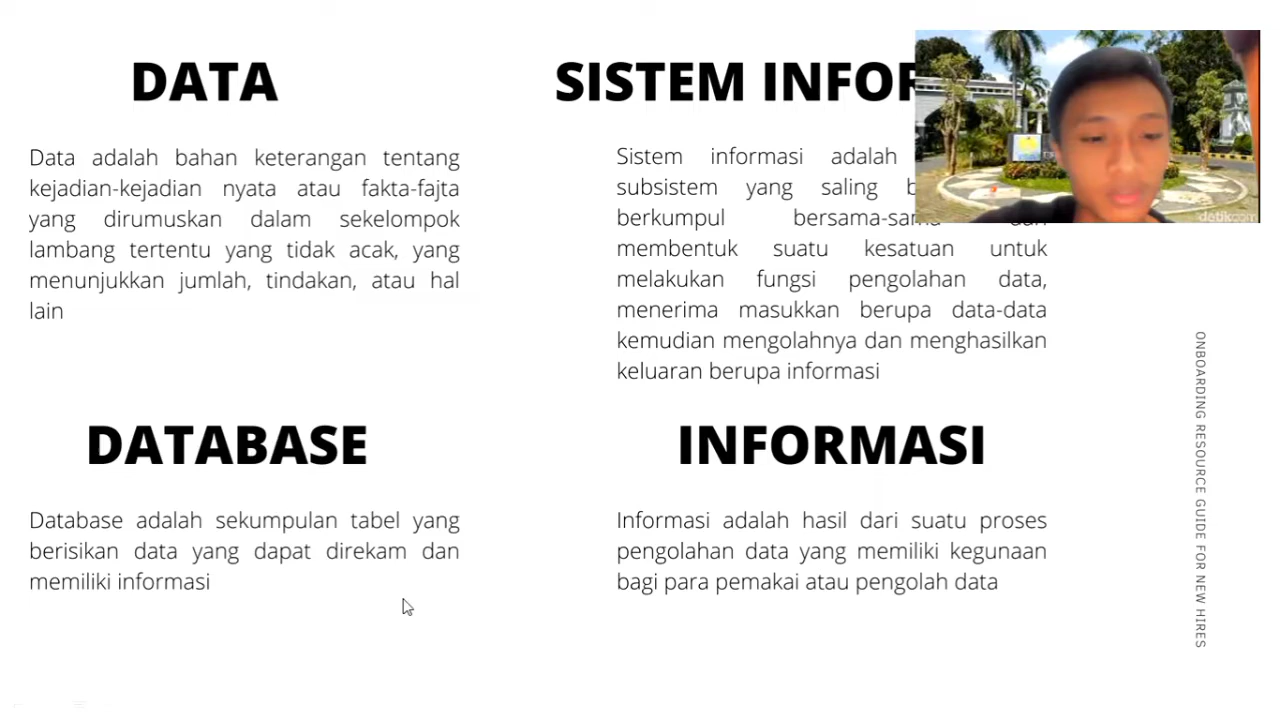 DATA
Data adalah bahan keterangan tentang
kejadian-kejadian nyata atau fakta-fajta
yang dirumuskan dalam sekelompok
lambang tertentu yang tidak acak, yang
menunjukkan jumlah, tindakan, atau hal
lain
SISTEM INFOR
Sistem informasi adalah
subsistem yang saling
berkumpul bersama-sama dan
membentuk suatu kesatuan untuk
melakukan fungsi pengolahan data,
menerima masukkan berupa data-data
kemudian mengolahnya dan menghasilkan
keluaran berupa informasi
DATABASE
Database adalah sekumpulan tabel yang
berisikan data yang dapat direkam dan
memiliki informasi
INFORMASI
Informasi adalah hasil dari suatu proses
pengolahan data yang memiliki kegunaan
bagi para pemakai atau pengolah data
ONBOARDING RESOURCE GUIDE FOR NEW HIRES
detikcom